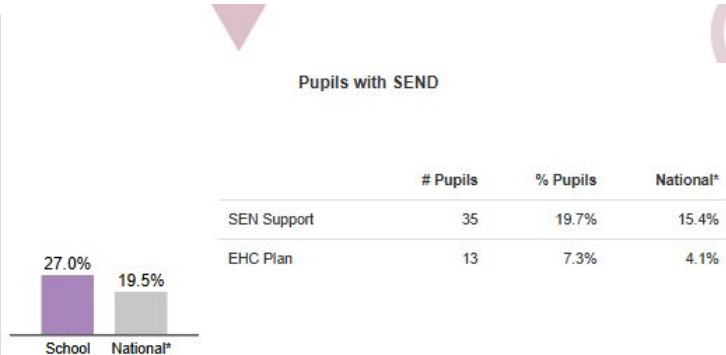 Pupils with SEND
# Pupils % Pupils National*
SEN Support 35 19.7% 15.4%
EHC Plan 13 7.3% 4.1%
27.0%
19.5%
School National*